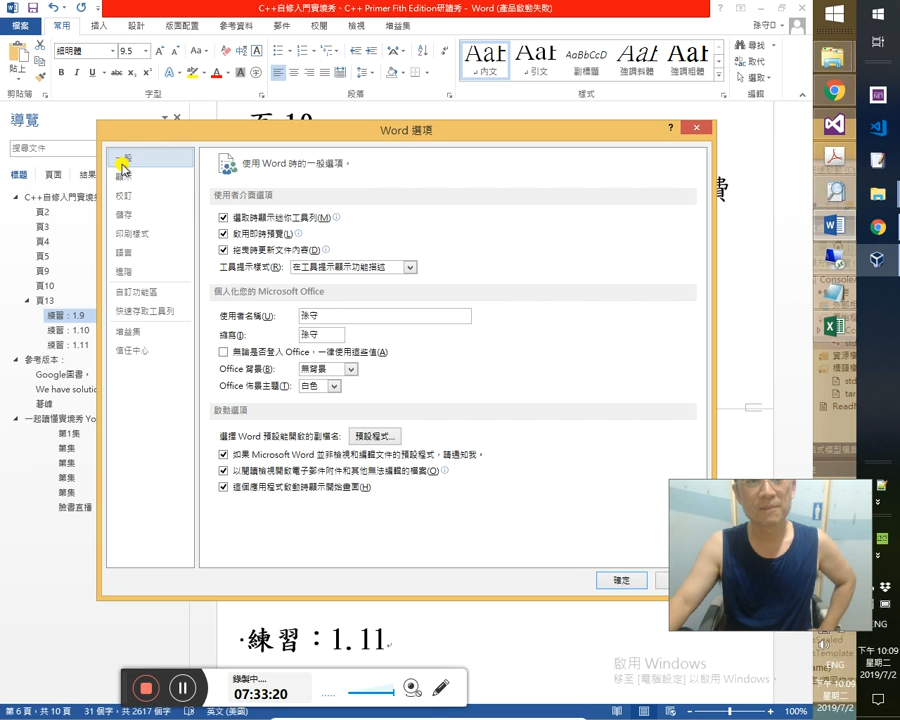 C++自修入門實境秀、C++ Primer Fith Edition研讀秀 - Word (產品啟動失敗)
檔案 常用 插入 設計 版面配置 參考資料 郵件 校閱 檢視 增益集 孫守
細明體 9.5
貼上
剪貼簿 字型 段落 樣式 編輯
AaI AaI AaBbCcD AaI AaI
內文 引文 副標題 強調斜體 強調粗體
尋找
取代
選取
導覽
搜尋文件
標題 頁面 結果
C++自修入門實境
頁2
頁3
頁4
頁5
頁9
頁10
頁13
練習:1.9
練習:1.10
練習:1.11
參考版本:
Google圖書,
We have solutio
碁峰
一起讀懂實境秀 Yo
第1集
第集
第集
第集
第集
臉書直播
Word 選項
一般
顯示
校訂
儲存
印刷樣式
語言
進階
自訂功能區
快速存取工具列
增益集
信任中心
使用 Word 時的一般選項。
使用者介面選項
選取時顯示迷你工具列(M)
啟用即時預覽(L)
拖曳時更新文件內容(D)
工具提示樣式(R): 在工具提示顯示功能描述
個人化您的 Microsoft Office
使用者名稱(U): 孫守
縮寫(I): 孫守
無論是否登入 Office,一律使用這些值(A)
Office 背景(B): 無背景
Office 佈景主題(T): 白色
啟動選項
選擇 Word 預設能開啟的副檔名: 預設程式...
如果 Microsoft Word 並非檢視和編輯文件的預設程式,請通知我。
以閱讀檢視開啟電子郵件附件和其他無法編輯的檔案(O)
這個應用程式啟動時顯示開始畫面(H)
確定
費
練習:1.11
啟用 Windows
移至 [電腦設定] 以啟用 Windows。
錄製中....
07:33:20
第 6 頁,共 10 頁 31 個字,共 2617 個字 英文 (美國) 100%
ENG
下午 10:09
星期二
2019/7/2
ENG
下午 10:09
星期二
2019/7/2